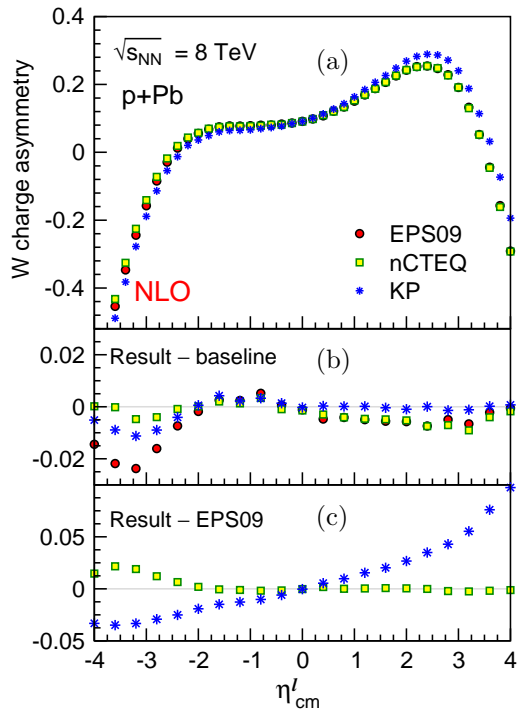 0.4
√sNN = 8 TeV
(a)
p+Pb
0.2
0
W charge asymmetry
-0.2
EPS09
nCTEQ
KP
-0.4
NLO
0.02
Result – baseline
(b)
0
-0.02
Result – EPS09
(c)
0.05
0
-0.05
-4 -3 -2 -1 0 1 2 3 4
η^l_cm